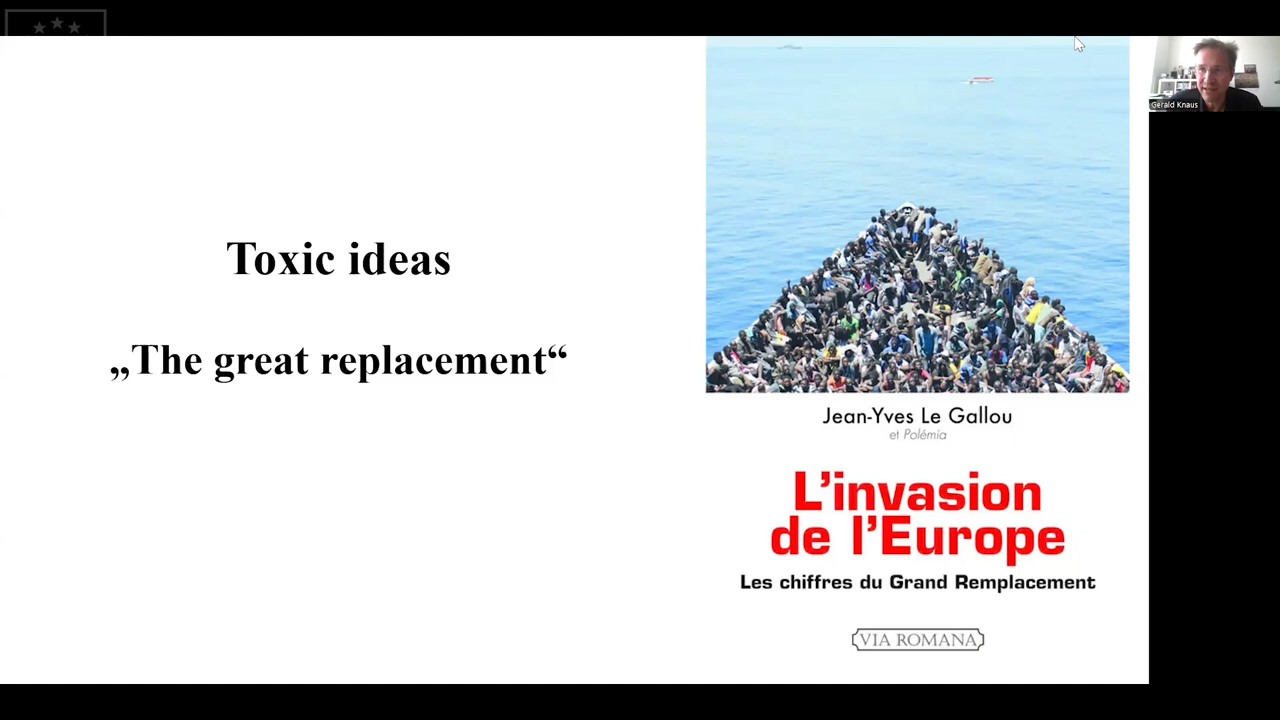 Toxic ideas
„The great replacement“
Jean-Yves Le Gallou
et Polémia
L’invasion
de l’Europe
Les chiffres du Grand Remplacement
VIA ROMANA
Gerald Knaus